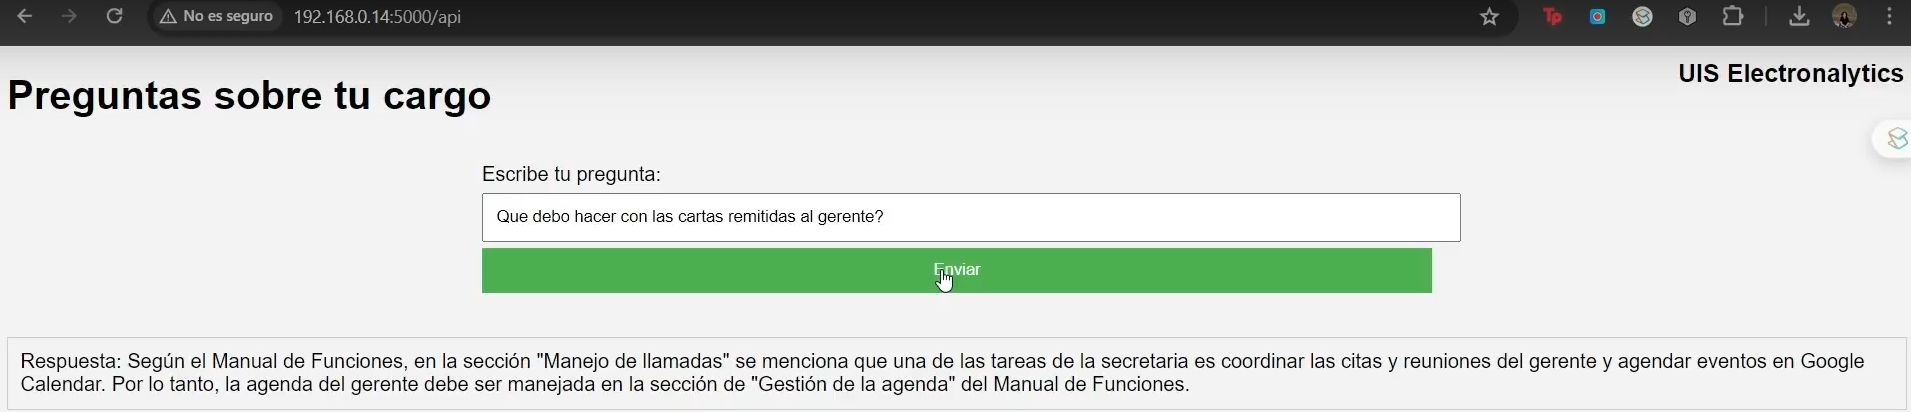 No es seguro 192.168.0.14:5000/api
Tp
UIS Electronalytics
Preguntas sobre tu cargo
Escribe tu pregunta:
Que debo hacer con las cartas remitidas al gerente?
Enviar
Respuesta: Según el Manual de Funciones, en la sección "Manejo de llamadas" se menciona que una de las tareas de la secretaria es coordinar las citas y reuniones del gerente y agendar eventos en Google
Calendar. Por lo tanto, la agenda del gerente debe ser manejada en la sección de "Gestión de la agenda" del Manual de Funciones.